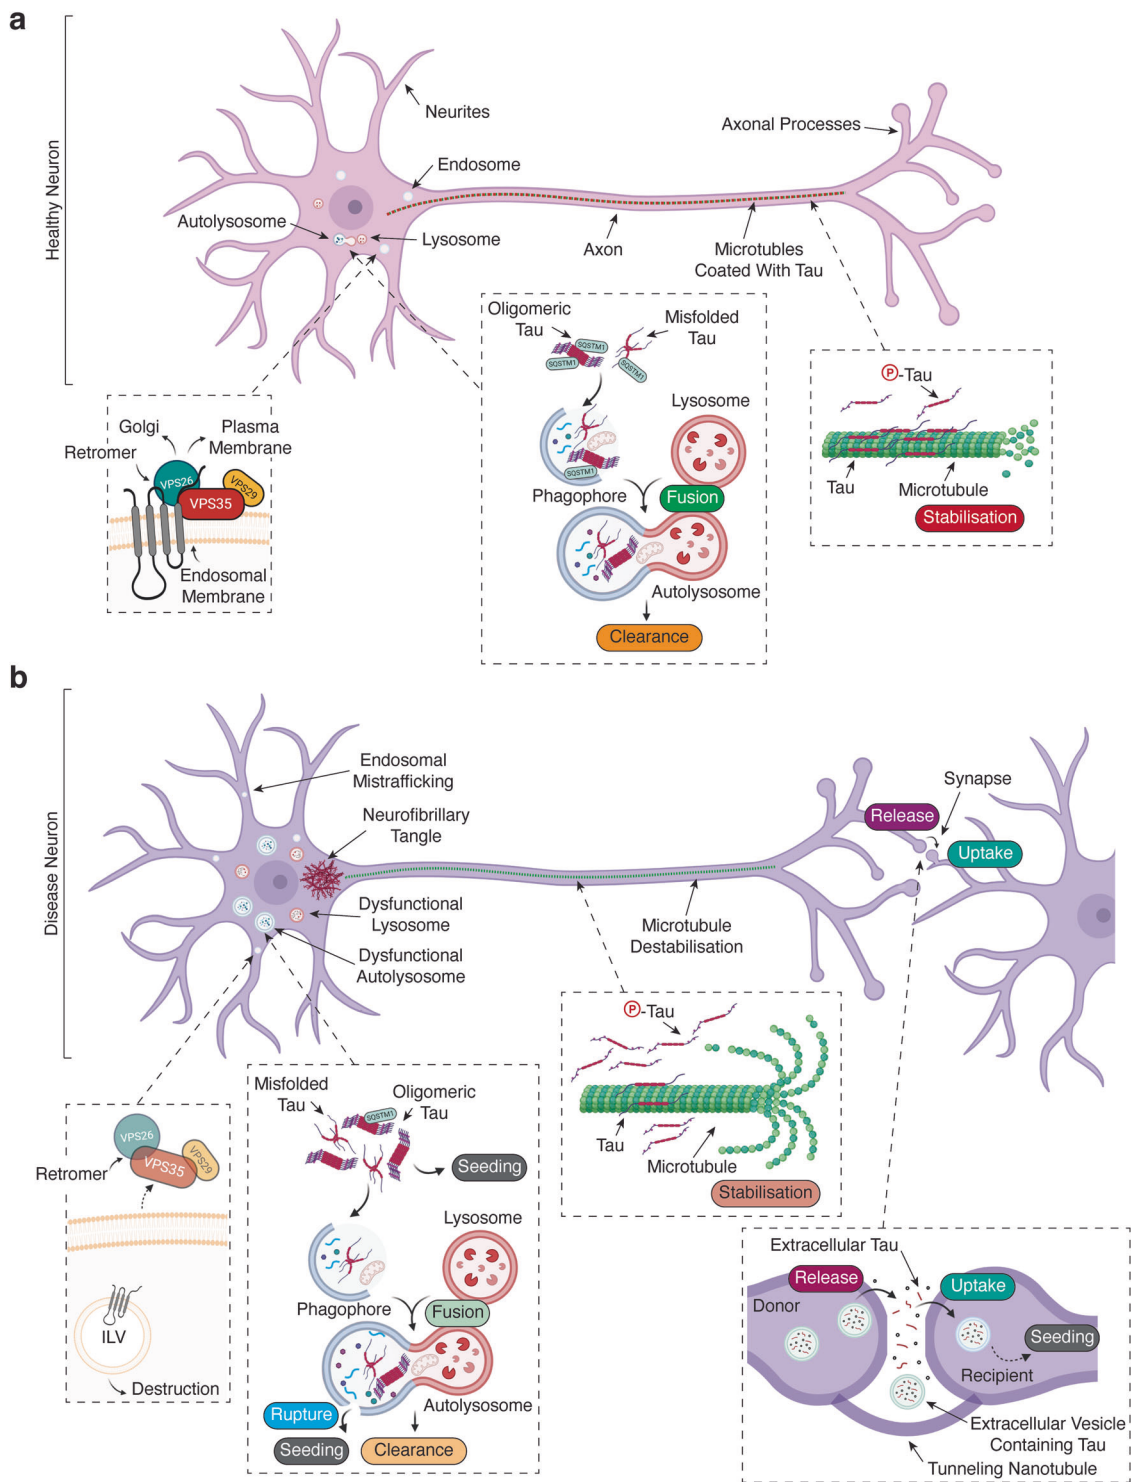 a
Healthy Neuron
Neurites
Endosome
Autolysosome
Lysosome
Axonal Processes
Axon
Microtubles
Coated With Tau
Golgi
Plasma
Membrane
Retromer
VPS26
VPS35
VPS29
Endosomal
Membrane
Oligomeric
Tau
Misfolded
Tau
SQSTM1
SQSTM1
SQSTM1
Lysosome
SQSTM1
Phagophore
Fusion
Autolysosome
Clearance
P-Tau
Tau
Microtubule
Stabilisation
b
Disease Neuron
Endosomal
Mistrafficking
Neurofibrillary
Tangle
Dysfunctional
Lysosome
Dysfunctional
Autolysosome
Microtubule
Destabilisation
Synapse
Release
Uptake
VPS26
VPS35
VPS29
Retromer
ILV
Destruction
Misfolded
Tau
Oligomeric
Tau
SQSTM1
Seeding
Lysosome
Phagophore
Fusion
Autolysosome
Rupture
Seeding
Clearance
P-Tau
Tau
Microtubule
Stabilisation
Extracellular Tau
Release
Uptake
Donor
Seeding
Recipient
Extracellular Vesicle
Containing Tau
Tunneling Nanotubule